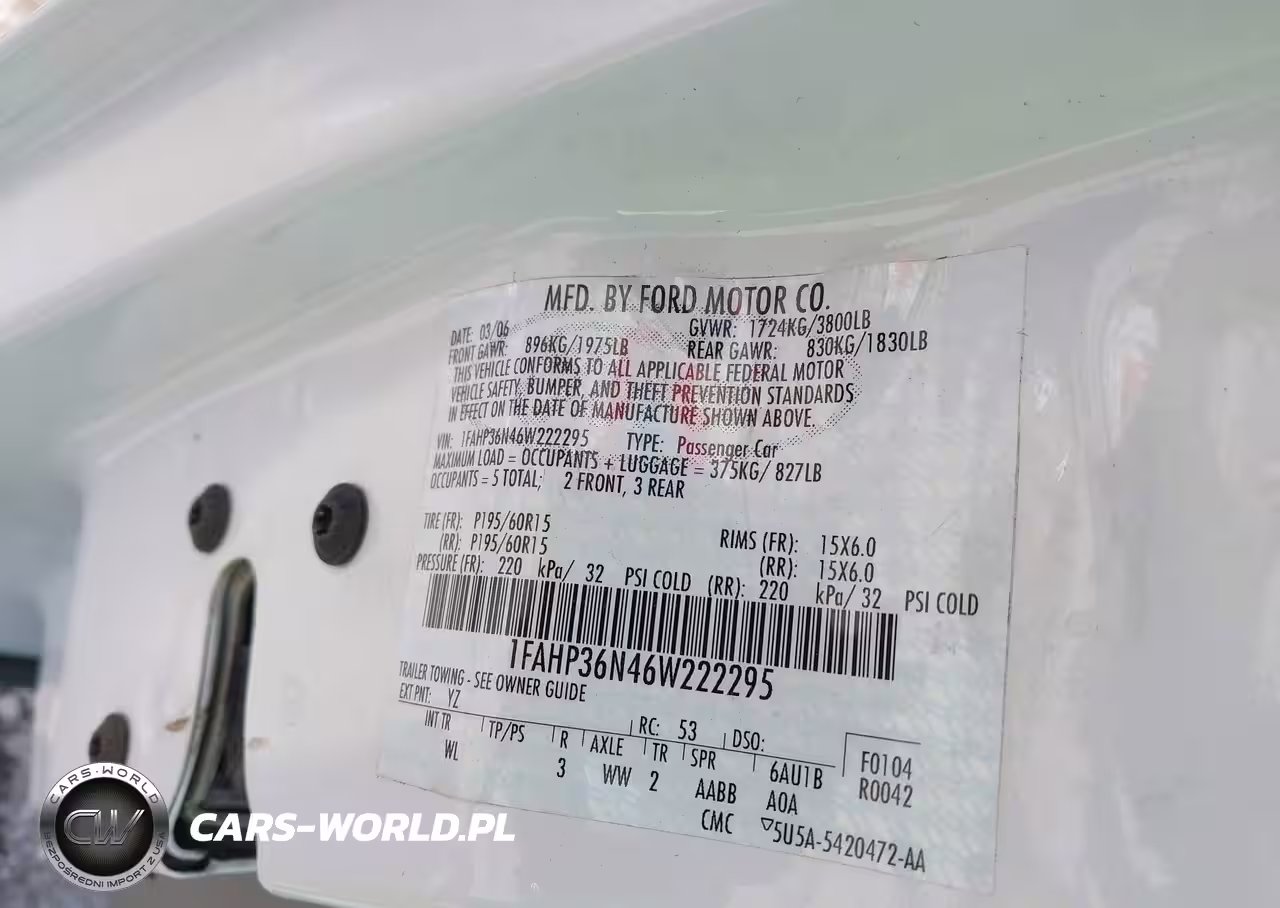 MFD. BY FORD MOTOR CO.
DATE: 03/06 GVWR: 1724KG/3800LB
FRONT GAWR: 896KG/1975LB REAR GAWR: 830KG/1830LB
THIS VEHICLE CONFORMS TO ALL APPLICABLE FEDERAL MOTOR
VEHICLE SAFETY, BUMPER, AND THEFT PREVENTION STANDARDS
IN EFFECT ON THE DATE OF MANUFACTURE SHOWN ABOVE.
VIN: 1FAHP36N46W222295 TYPE: Passenger Car
MAXIMUM LOAD = OCCUPANTS + LUGGAGE = 375KG/ 827LB
OCCUPANTS = 5 TOTAL; 2 FRONT, 3 REAR
TIRE (FR): P195/60R15 RIMS (FR): 15X6.0
(RR): P195/60R15 (RR): 15X6.0
PRESSURE (FR): 220 kPa/ 32 PSI COLD (RR): 220 kPa/ 32 PSI COLD
1FAHP36N46W222295
TRAILER TOWING - SEE OWNER GUIDE
EXT PNT: YZ RC: 53 DSO:
INT TR TP/PS R AXLE TR SPR 6AU1B F0104
WL 3 WW 2 AABB A0A R0042
CMC 5U5A-5420472-AA
CARS-WORLD
CW
BEZPOŚREDNI IMPORT Z USA
CARS-WORLD.PL